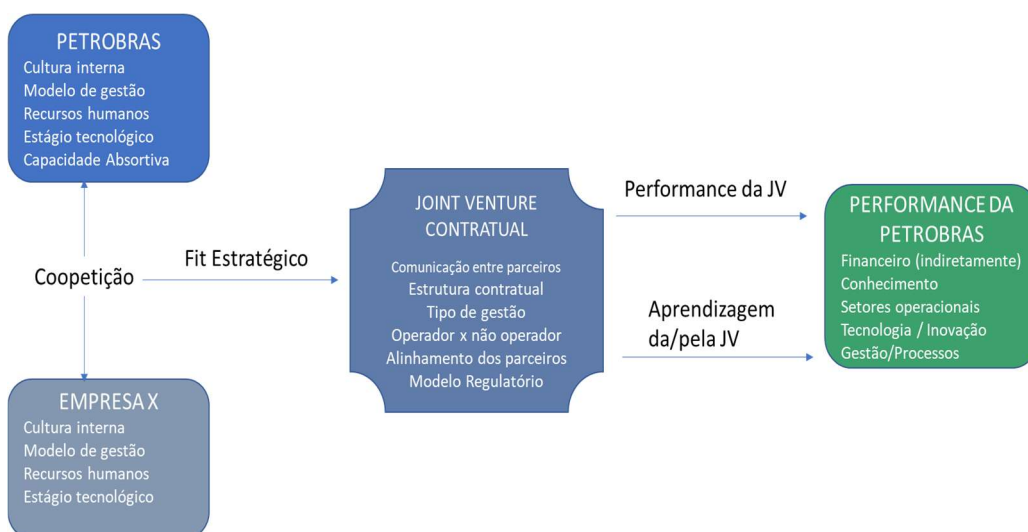 PETROBRAS
Cultura interna
Modelo de gestão
Recursos humanos
Estágio tecnológico
Capacidade Absortiva
Coopetição
Fit Estratégico
EMPRESA X
Cultura interna
Modelo de gestão
Recursos humanos
Estágio tecnológico
JOINT VENTURE
CONTRATUAL
Comunicação entre parceiros
Estrutura contratual
Tipo de gestão
Operador x não operador
Alinhamento dos parceiros
Modelo Regulatório
Performance da JV
Aprendizagem
da/pela JV
PERFORMANCE DA
PETROBRAS
Financeiro (indiretamente)
Conhecimento
Setores operacionais
Tecnologia / Inovação
Gestão/Processos